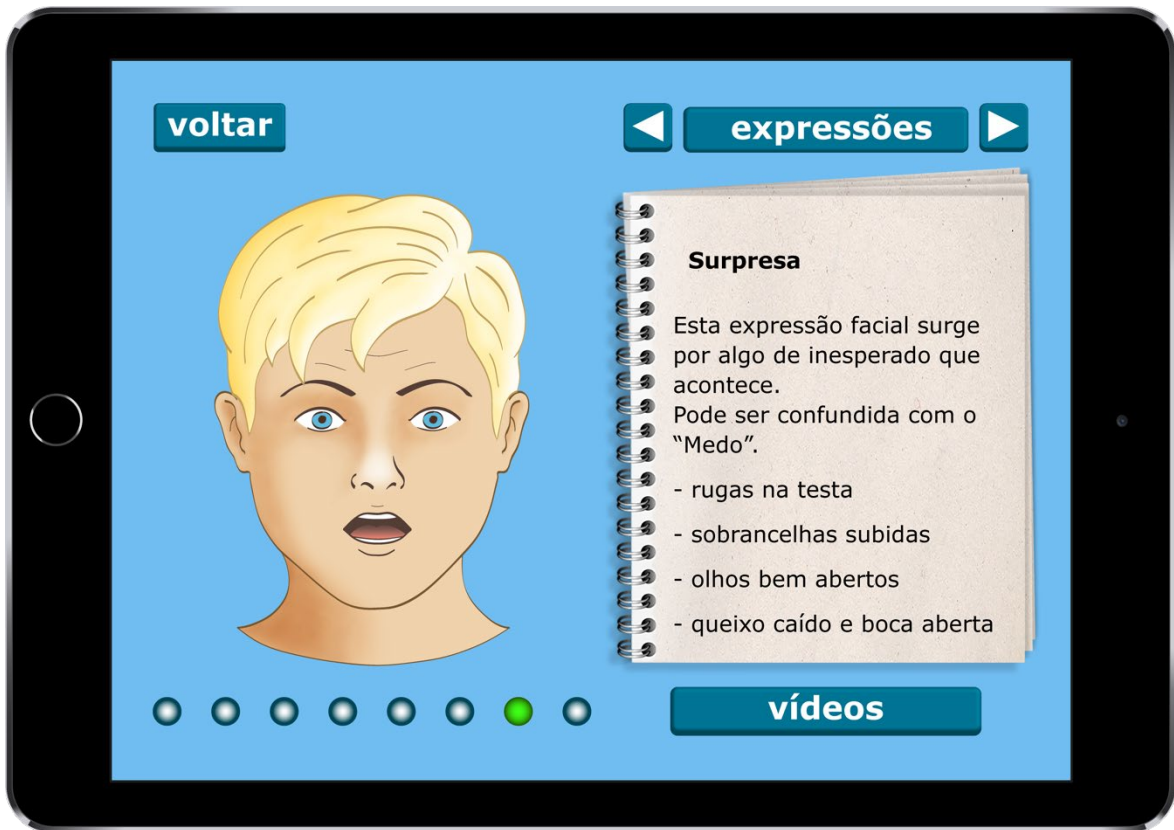 voltar
expressões
Surpresa
Esta expressão facial surge
por algo de inesperado que
acontece.
Pode ser confundida com o
“Medo”.
- rugas na testa
- sobrancelhas subidas
- olhos bem abertos
- queixo caído e boca aberta
vídeos